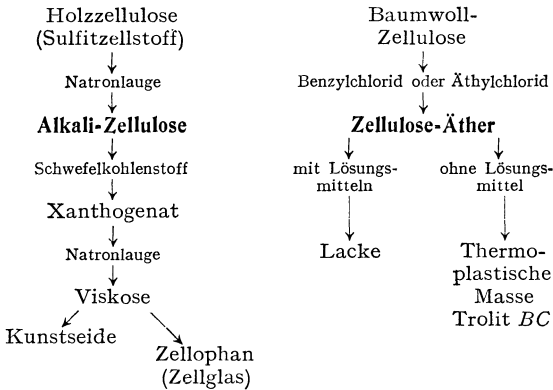 Holzzellulose
(Sulfitzellstoff)
Natronlauge
Alkali-Zellulose
Schwefelkohlenstoff
Xanthogenat
Natronlauge
Viskose
Kunstseide
Zellophan
(Zellglas)
Baumwoll-
Zellulose
Benzylchlorid oder Äthylchlorid
Zellulose-Äther
mit Lösungs-
mitteln
Lacke
ohne Lösungs-
mittel
Thermo-
plastische
Masse
Trolit BC